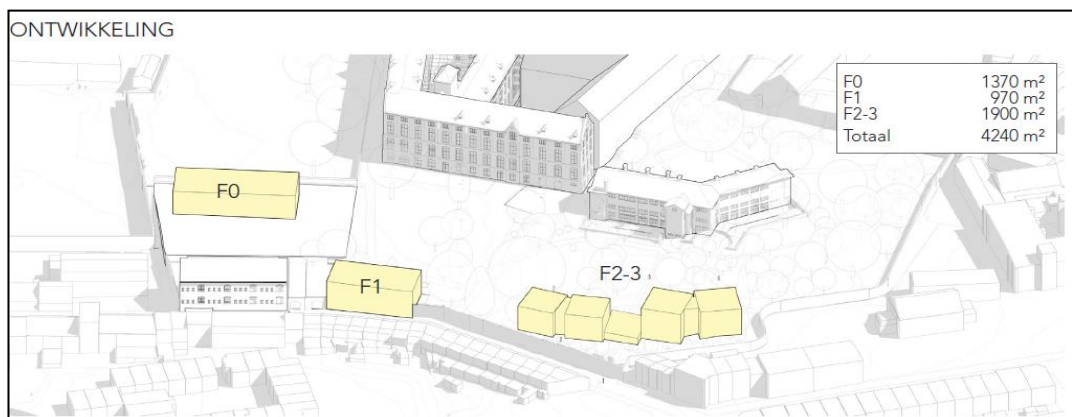 ONTWIKKELING
F0 1370 m²
F1 970 m²
F2-3 1900 m²
Totaal 4240 m²
F0
F1
F2-3